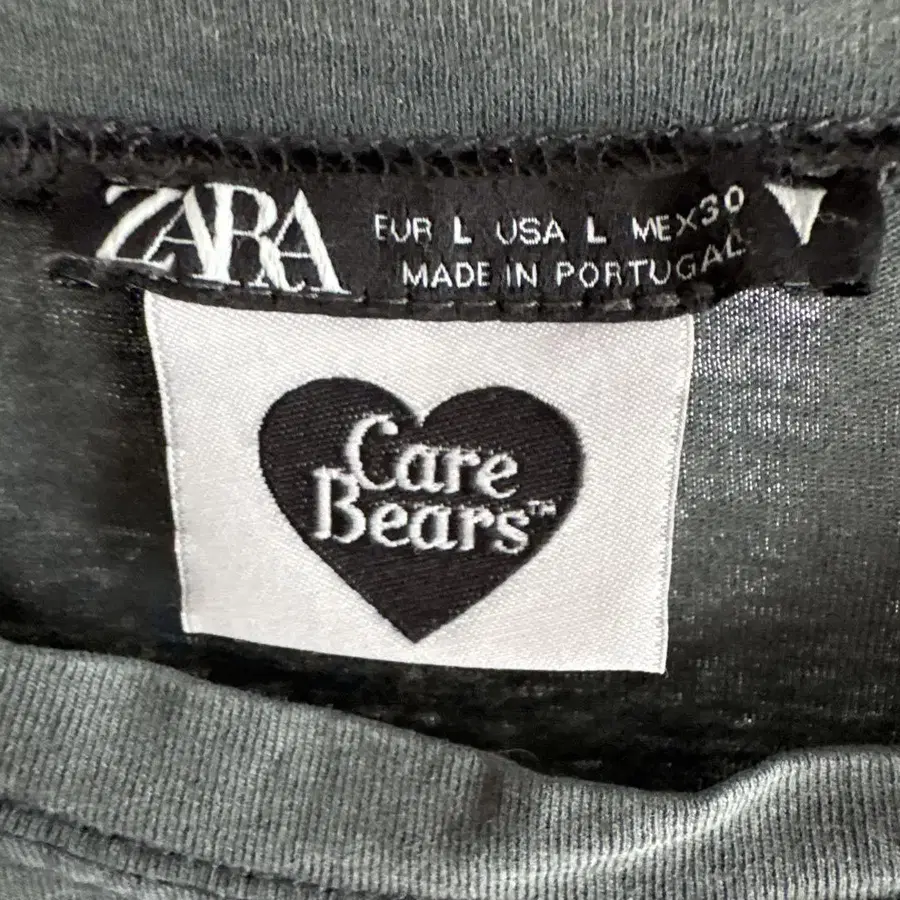 ZARA
EUR L USA L MEX30
MADE IN PORTUGAL
Care
Bears™